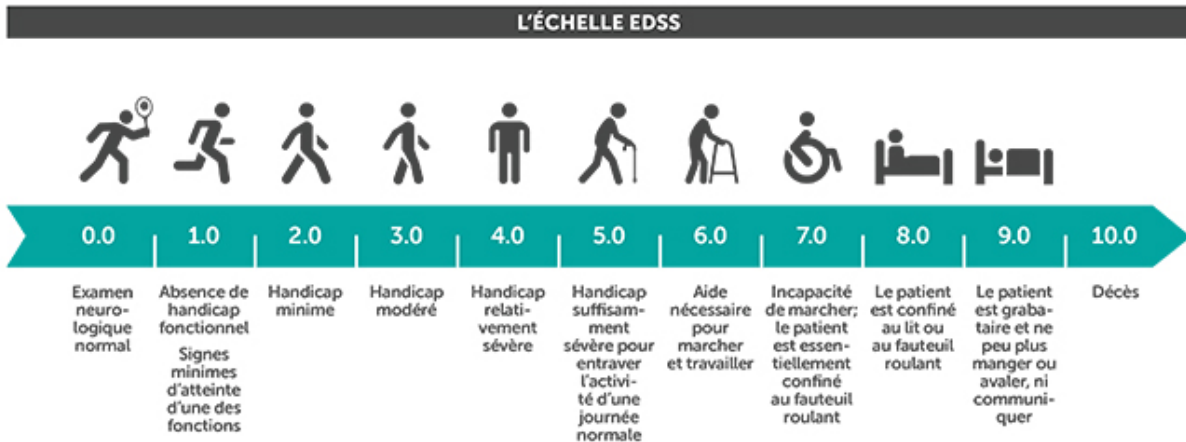 L'ÉCHELLE EDSS
0.0 1.0 2.0 3.0 4.0 5.0 6.0 7.0 8.0 9.0 10.0
Examen
neuro-
logique
normal
Absence de
handicap
fonctionnel
Signes
minimes
d'atteinte
d'une des
fonctions
Handicap
minime
Handicap
modéré
Handicap
relati-
vement
sévère
Handicap
suffisam-
ment
sévère pour
entraver
l'activi-
té d'une
journée
normale
Aide
nécessaire
pour
marcher
et travailler
Incapacité
de marcher;
le patient
est essen-
tiellement
confiné
au fauteuil
roulant
Le patient
est confiné
au lit ou
au fauteuil
roulant
Le patient
est graba-
taire et ne
peu plus
manger ou
avaler, ni
communi-
quer
Décès